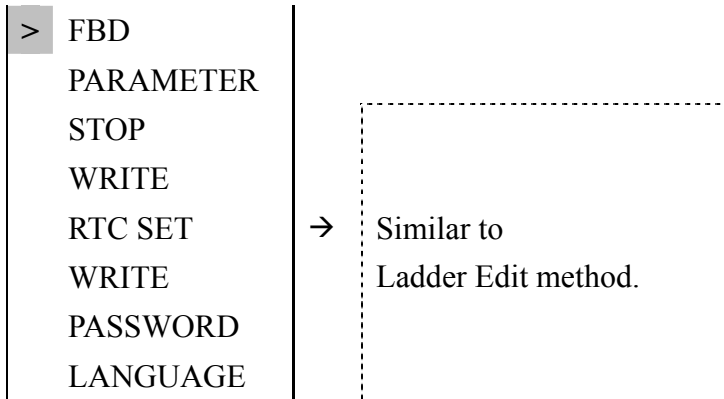 > FBD
PARAMETER
STOP
WRITE
RTC SET → Similar to
WRITE Ladder Edit method.
PASSWORD
LANGUAGE